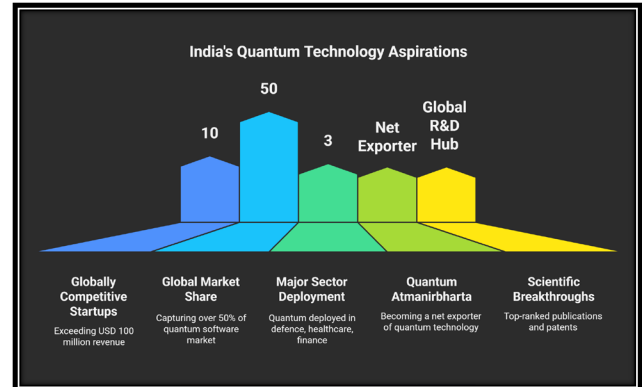 India's Quantum Technology Aspirations
10
50
3
Net
Exporter
Global
R&D
Hub
Globally
Competitive
Startups
Exceeding USD 100
million revenue
Global Market
Share
Capturing over 50% of
quantum software
market
Major Sector
Deployment
Quantum deployed in
defence, healthcare,
finance
Quantum
Atmanirbharta
Becoming a net exporter
of quantum technology
Scientific
Breakthroughs
Top-ranked publications
and patents